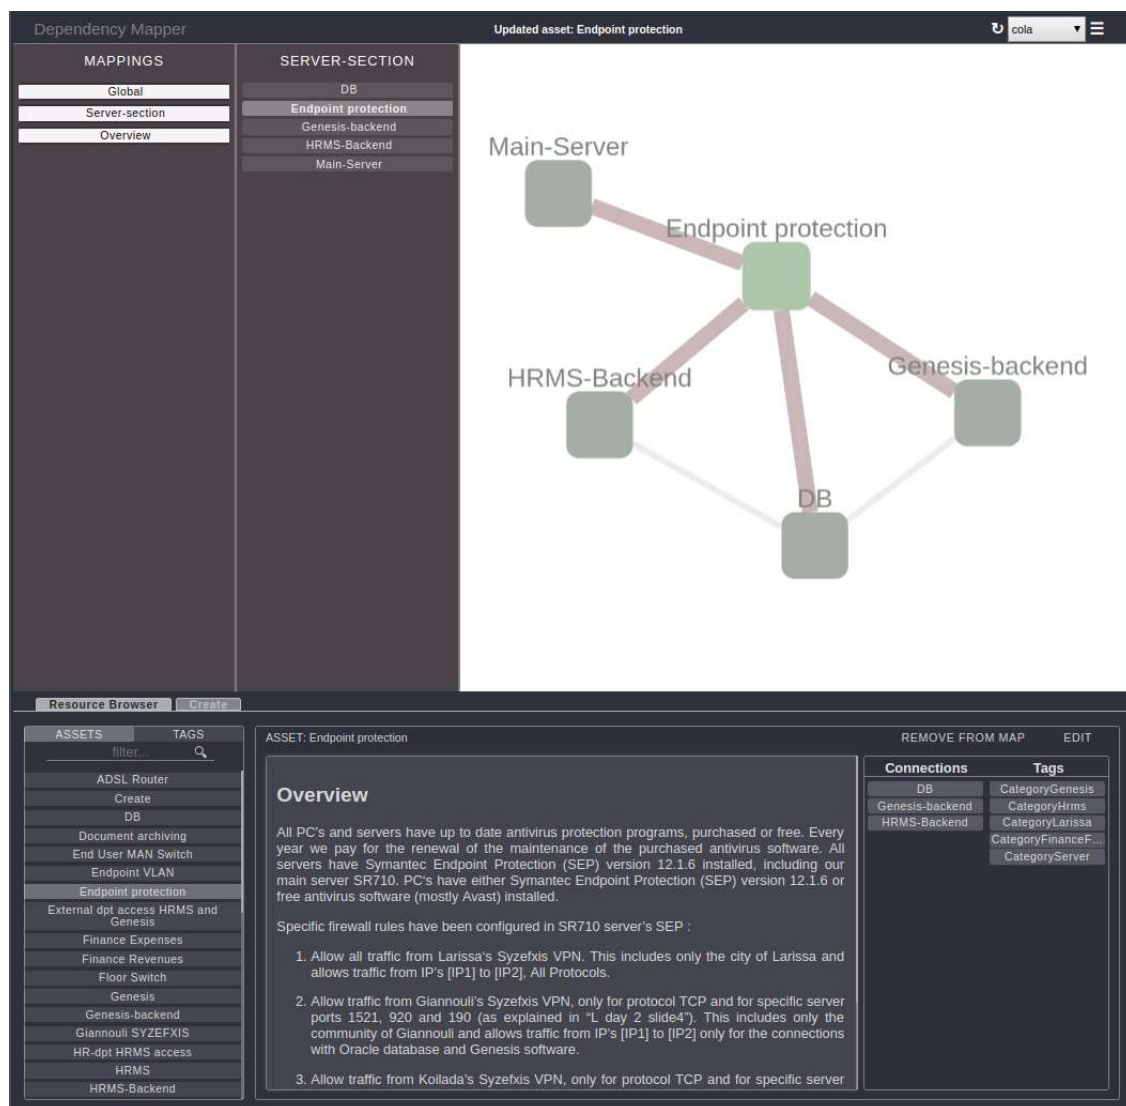 Dependency Mapper
Updated asset: Endpoint protection
↻ cola ▼ ☰
MAPPINGS
Global
Server-section
Overview
SERVER-SECTION
DB
Endpoint protection
Genesis-backend
HRMS-Backend
Main-Server
Main-Server
Endpoint protection
Genesis-backend
HRMS-Backend
DB
Resource Browser
Create
ASSETS
TAGS
filter...
ADSL Router
Create
DB
Document archiving
End User MAN Switch
Endpoint VLAN
Endpoint protection
External dpt access HRMS and
Genesis
Finance Expenses
Finance Revenues
Floor Switch
Genesis
Genesis-backend
Giannouli SYZEFXIS
HR-dpt HRMS access
HRMS
HRMS-Backend
ASSET: Endpoint protection
REMOVE FROM MAP
EDIT
Overview
All PC's and servers have up to date antivirus protection programs, purchased or free. Every
year we pay for the renewal of the maintenance of the purchased antivirus software. All
servers have Symantec Endpoint Protection (SEP) version 12.1.6 installed, including our
main server SR710. PC's have either Symantec Endpoint Protection (SEP) version 12.1.6 or
free antivirus software (mostly Avast) installed.
Specific firewall rules have been configured in SR710 server's SEP :
1. Allow all traffic from Larissa's Syzefxis VPN. This includes only the city of Larissa and
allows traffic from IP's [IP1] to [IP2], All Protocols.
2. Allow traffic from Giannouli's Syzefxis VPN, only for protocol TCP and for specific server
ports 1521, 920 and 190 (as explained in “L day 2 slide4”). This includes only the
community of Giannouli and allows traffic from IP's [IP1] to [IP2] only for the connections
with Oracle database and Genesis software.
3. Allow traffic from Koilada's Syzefxis VPN, only for protocol TCP and for specific server
Connections
DB
Genesis-backend
HRMS-Backend
Tags
CategoryGenesis
CategoryHrms
CategoryLarissa
CategoryFinanceF...
CategoryServer